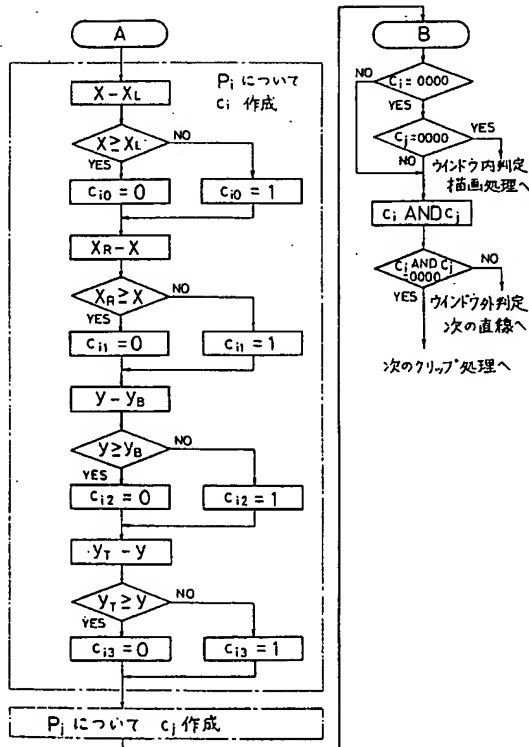 A
Pi について
ci 作成
X − XL
X ≥ XL
NO
YES
ci0 = 0
ci0 = 1
XR − X
XR ≥ X
NO
YES
ci1 = 0
ci1 = 1
y − yB
y ≥ yB
NO
YES
ci2 = 0
ci2 = 1
yT − y
yT ≥ y
NO
YES
ci3 = 0
ci3 = 1
Pj について cj 作成
B
ci = 0000
NO
YES
cj = 0000
YES
NO
ウインドウ内判定
描画処理へ
ci AND cj
ci AND cj
=0000
NO
YES
ウインドウ外判定
次の直線へ
次のクリップ処理へ